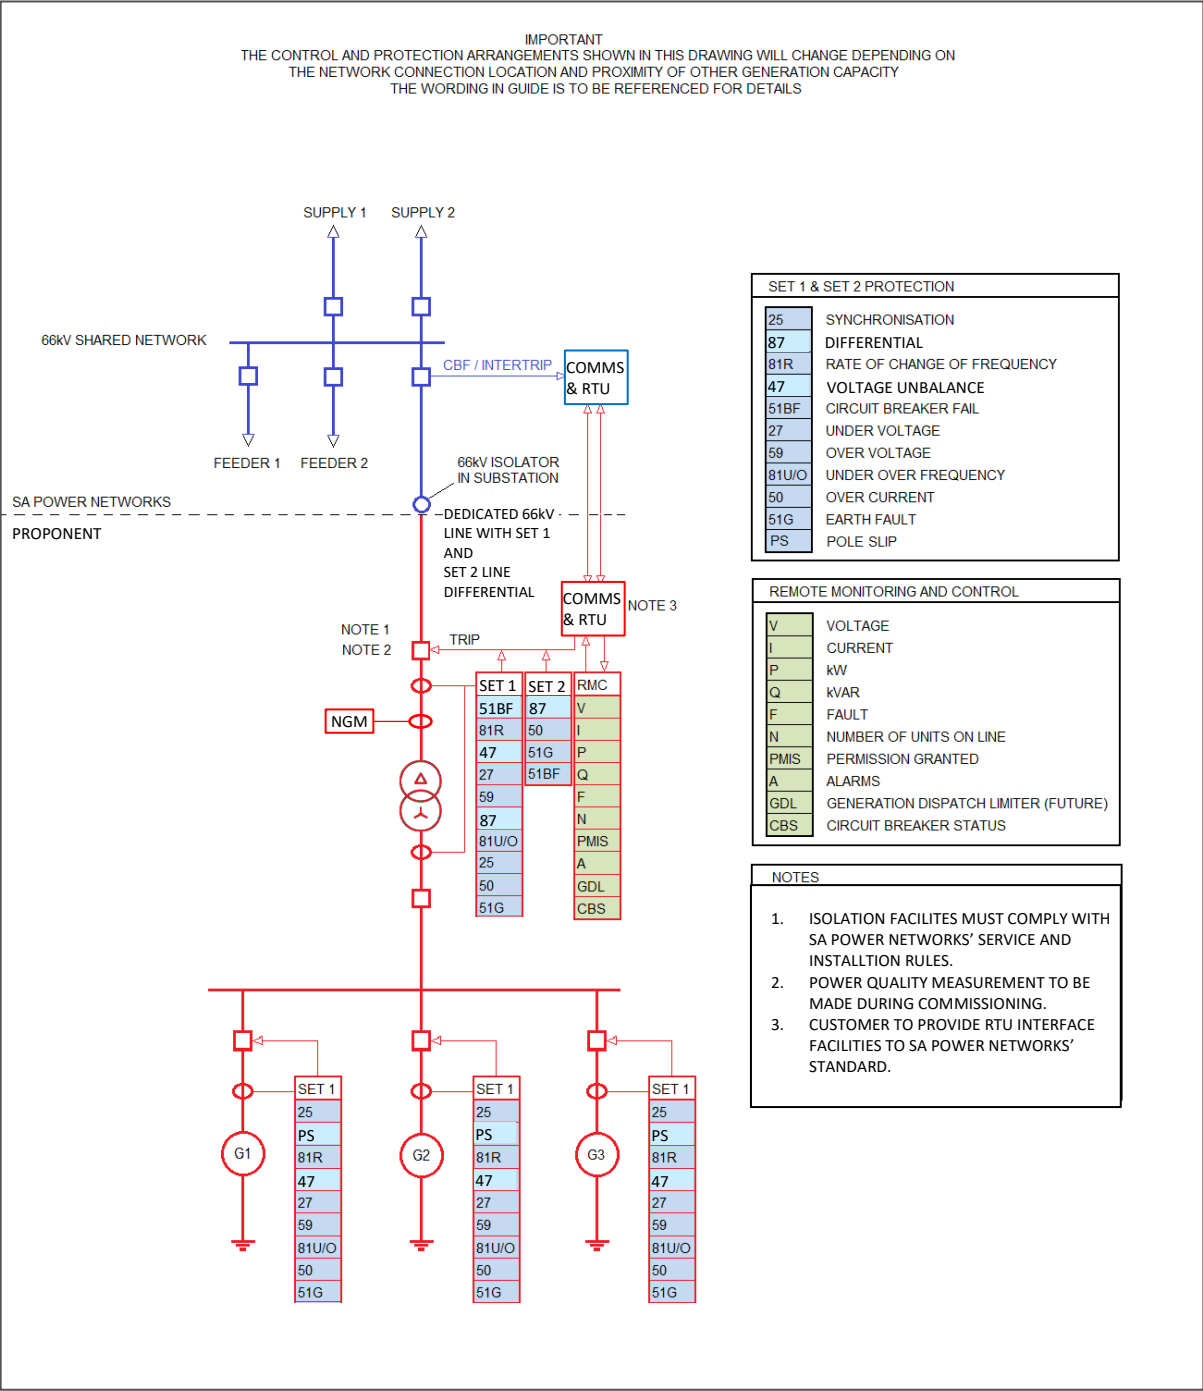 IMPORTANT
THE CONTROL AND PROTECTION ARRANGEMENTS SHOWN IN THIS DRAWING WILL CHANGE DEPENDING ON
THE NETWORK CONNECTION LOCATION AND PROXIMITY OF OTHER GENERATION CAPACITY
THE WORDING IN GUIDE IS TO BE REFERENCED FOR DETAILS
SUPPLY 1
SUPPLY 2
66kV SHARED NETWORK
CBF / INTERTRIP
COMMS
& RTU
FEEDER 1
FEEDER 2
66kV ISOLATOR
IN SUBSTATION
SA POWER NETWORKS
PROPONENT
DEDICATED 66kV
LINE WITH SET 1
AND
SET 2 LINE
DIFFERENTIAL
COMMS
& RTU
NOTE 3
NOTE 1
NOTE 2
TRIP
NGM
SET 1
51BF
81R
47
27
59
87
81U/O
25
50
51G
SET 2
87
50
51G
51BF
RMC
V
I
P
Q
F
N
PMIS
A
GDL
CBS
G1
SET 1
25
PS
81R
47
27
59
81U/O
50
51G
G2
SET 1
25
PS
81R
47
27
59
81U/O
50
51G
G3
SET 1
25
PS
81R
47
27
59
81U/O
50
51G
SET 1 & SET 2 PROTECTION
25 SYNCHRONISATION
87 DIFFERENTIAL
81R RATE OF CHANGE OF FREQUENCY
47 VOLTAGE UNBALANCE
51BF CIRCUIT BREAKER FAIL
27 UNDER VOLTAGE
59 OVER VOLTAGE
81U/O UNDER OVER FREQUENCY
50 OVER CURRENT
51G EARTH FAULT
PS POLE SLIP
REMOTE MONITORING AND CONTROL
V VOLTAGE
I CURRENT
P kW
Q kVAR
F FAULT
N NUMBER OF UNITS ON LINE
PMIS PERMISSION GRANTED
A ALARMS
GDL GENERATION DISPATCH LIMITER (FUTURE)
CBS CIRCUIT BREAKER STATUS
NOTES
1. ISOLATION FACILITES MUST COMPLY WITH
SA POWER NETWORKS’ SERVICE AND
INSTALLTION RULES.
2. POWER QUALITY MEASUREMENT TO BE
MADE DURING COMMISSIONING.
3. CUSTOMER TO PROVIDE RTU INTERFACE
FACILITIES TO SA POWER NETWORKS’
STANDARD.